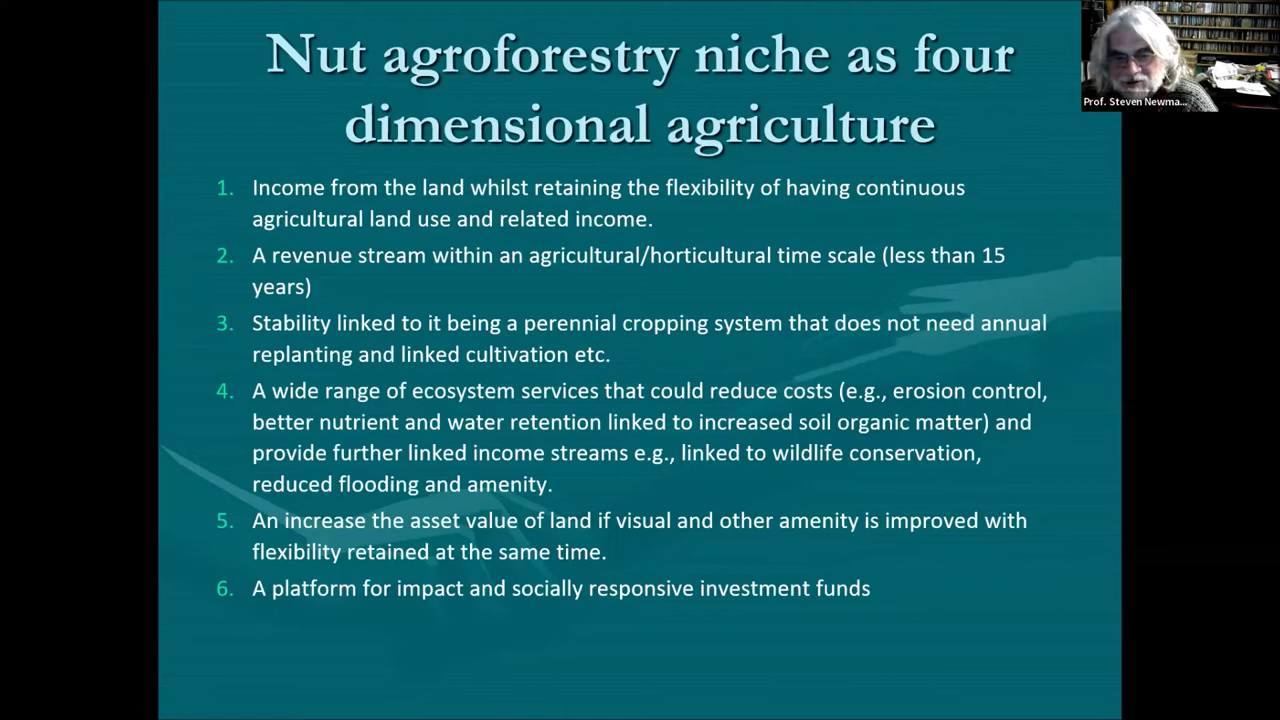 Nut agroforestry niche as four
dimensional agriculture
1. Income from the land whilst retaining the flexibility of having continuous
agricultural land use and related income.
2. A revenue stream within an agricultural/horticultural time scale (less than 15
years)
3. Stability linked to it being a perennial cropping system that does not need annual
replanting and linked cultivation etc.
4. A wide range of ecosystem services that could reduce costs (e.g., erosion control,
better nutrient and water retention linked to increased soil organic matter) and
provide further linked income streams e.g., linked to wildlife conservation,
reduced flooding and amenity.
5. An increase the asset value of land if visual and other amenity is improved with
flexibility retained at the same time.
6. A platform for impact and socially responsive investment funds
Prof. Steven Newma...